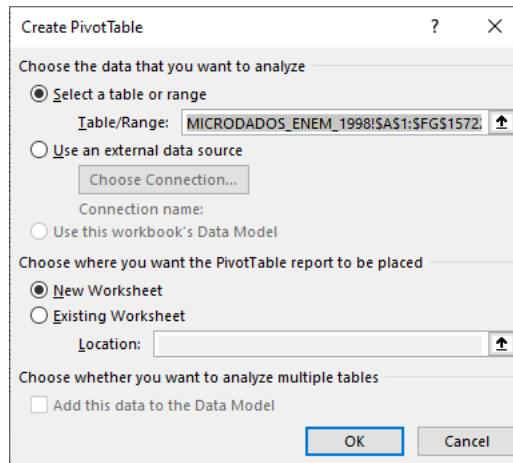 Create PivotTable ? ×
Choose the data that you want to analyze
Select a table or range
Table/Range: MICRODADOS_ENEM_1998!$A$1:$FG$1572
Use an external data source
Choose Connection...
Connection name:
Use this workbook's Data Model
Choose where you want the PivotTable report to be placed
New Worksheet
Existing Worksheet
Location:
Choose whether you want to analyze multiple tables
Add this data to the Data Model
OK Cancel